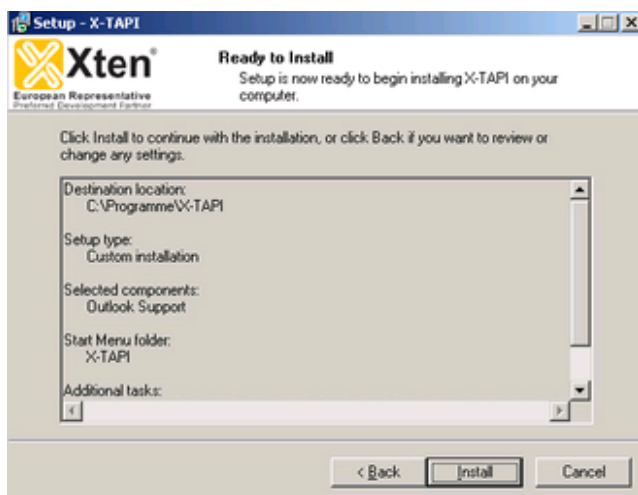 Setup - X-TAPI
Xten®
European Representative
Preferred Development Partner
Ready to Install
Setup is now ready to begin installing X-TAPI on your
computer.
Click Install to continue with the installation, or click Back if you want to review or
change any settings.
Destination location:
C:\Programme\X-TAPI
Setup type:
Custom installation
Selected components:
Outlook Support
Start Menu folder:
X-TAPI
Additional tasks:
< Back
Install
Cancel